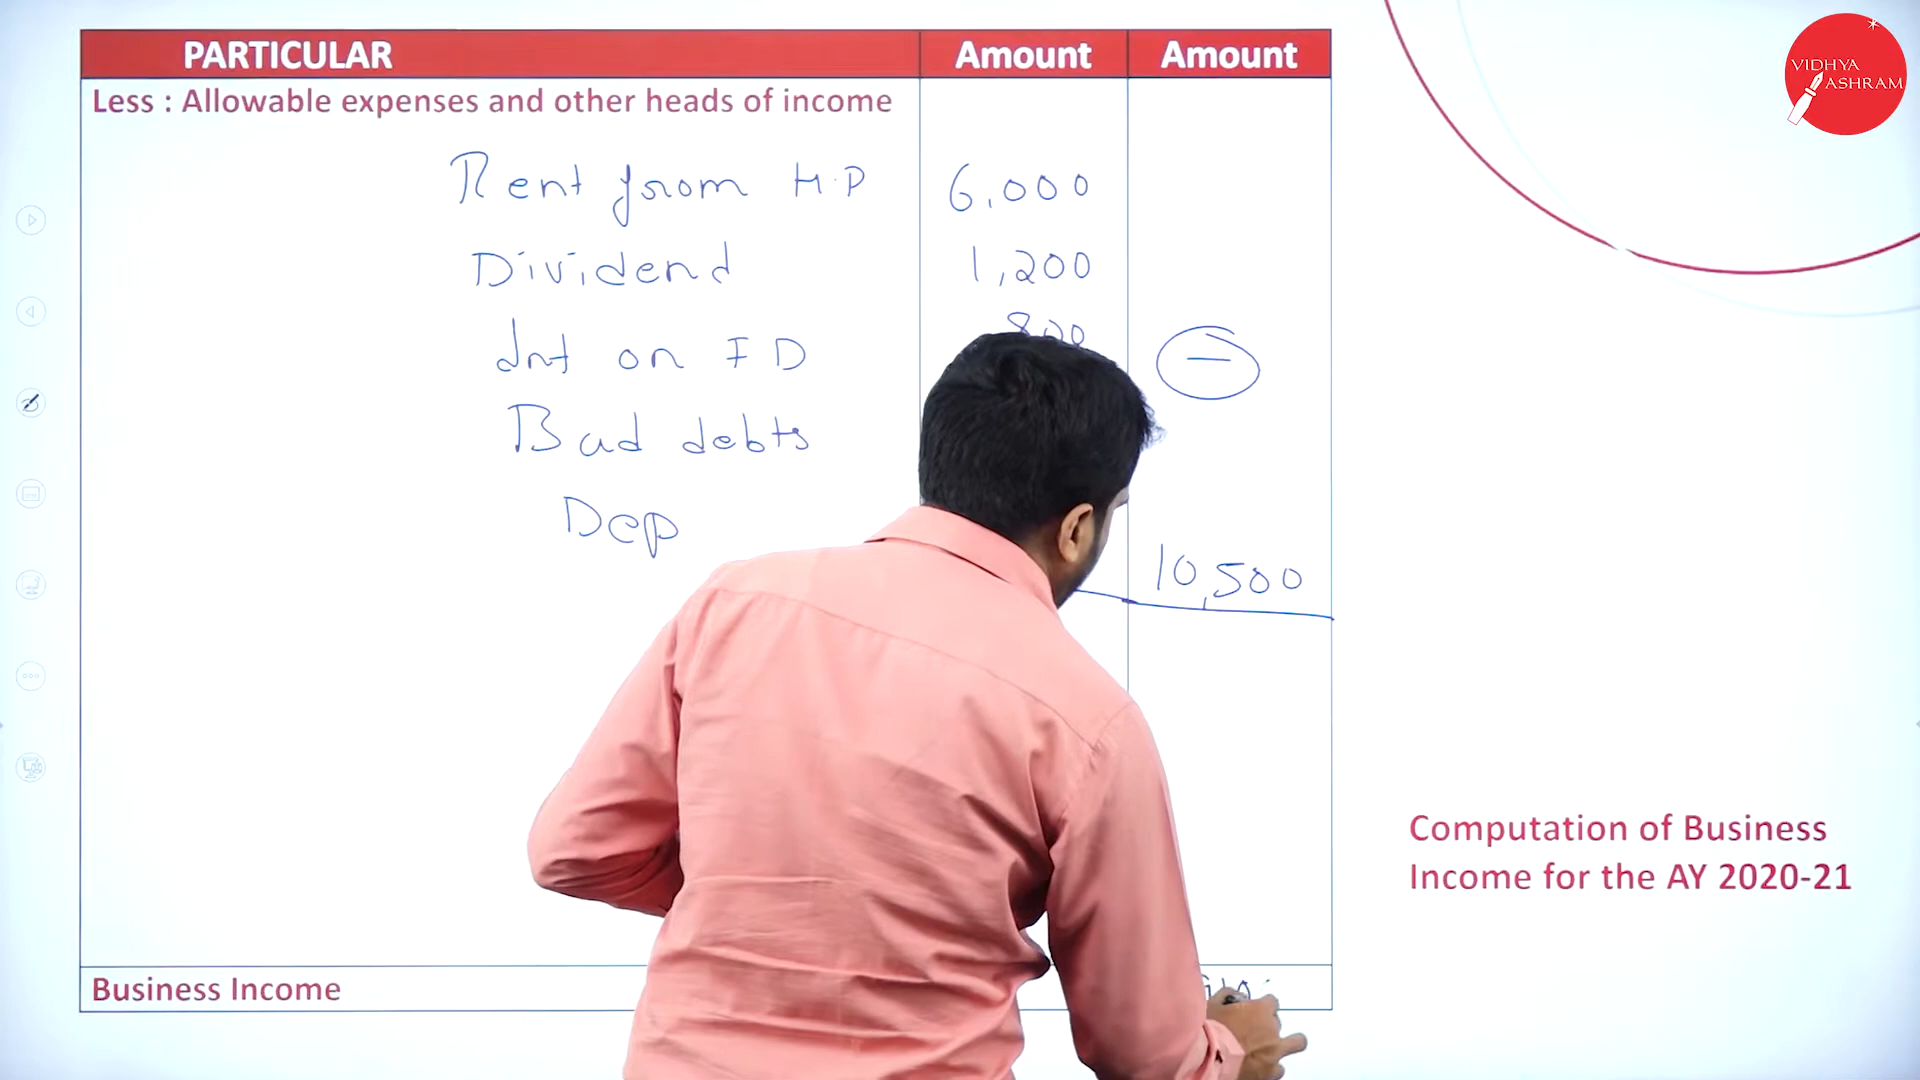 VIDHYA
ASHRAM
PARTICULAR Amount Amount
Less : Allowable expenses and other heads of income
Rent from H.P 6,000
Dividend 1,200
Int on FD 800
Bad debts
Dep
10,500
Business Income
Computation of Business
Income for the AY 2020-21